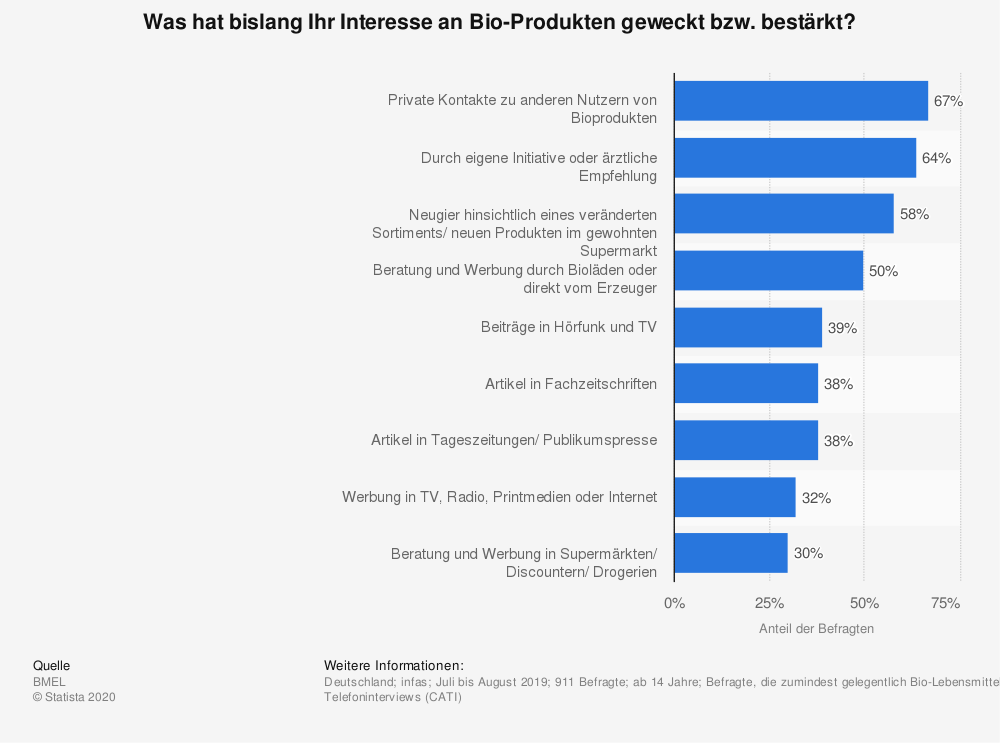 Was hat bislang Ihr Interesse an Bio-Produkten geweckt bzw. bestärkt?
Private Kontakte zu anderen Nutzern von
Bioprodukten
67%
Durch eigene Initiative oder ärztliche
Empfehlung
64%
Neugier hinsichtlich eines veränderten
Sortiments/ neuen Produkten im gewohnten
Supermarkt
58%
Beratung und Werbung durch Bioläden oder
direkt vom Erzeuger
50%
Beiträge in Hörfunk und TV
39%
Artikel in Fachzeitschriften
38%
Artikel in Tageszeitungen/ Publikumspresse
38%
Werbung in TV, Radio, Printmedien oder Internet
32%
Beratung und Werbung in Supermärkten/
Discountern/ Drogerien
30%
0% 25% 50% 75%
Anteil der Befragten
Quelle
BMEL
© Statista 2020
Weitere Informationen:
Deutschland; infas; Juli bis August 2019; 911 Befragte; ab 14 Jahre; Befragte, die zumindest gelegentlich
Telefoninterviews (CATI)